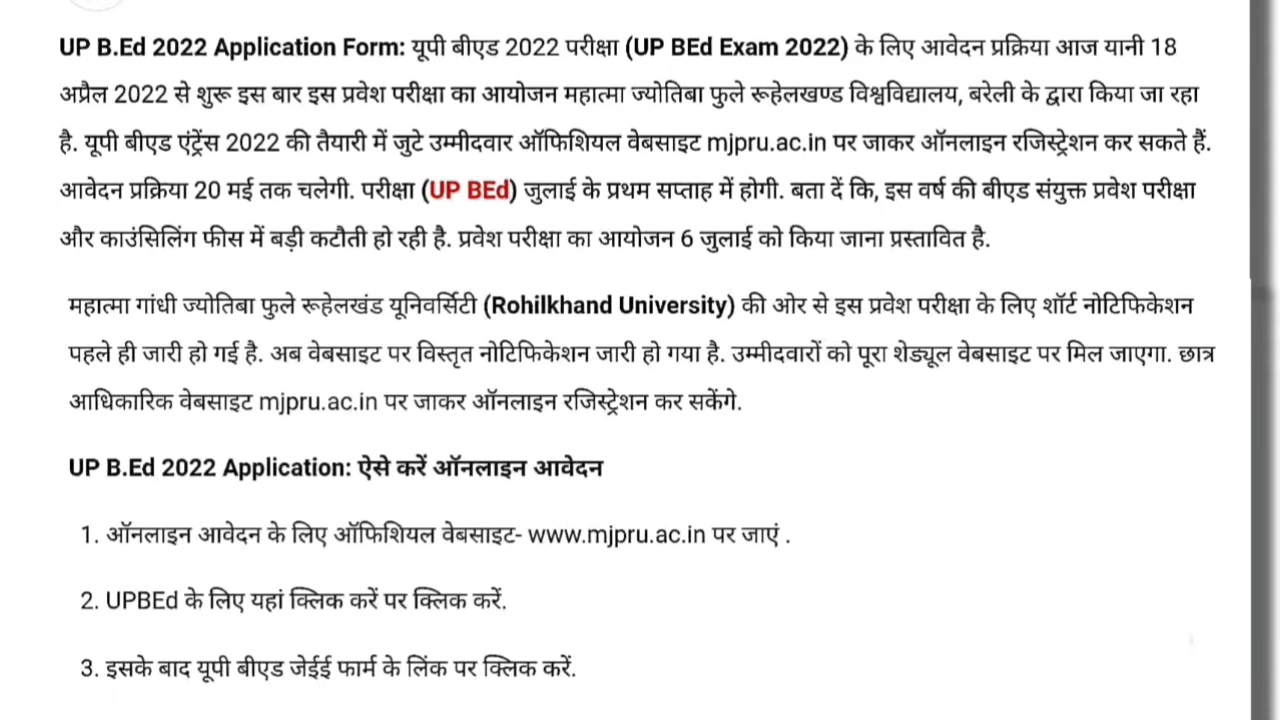 UP B.Ed 2022 Application Form: यूपी बीएड 2022 परीक्षा (UP BEd Exam 2022) के लिए आवेदन प्रक्रिया आज यानी 18
अप्रैल 2022 से शुरू इस बार इस प्रवेश परीक्षा का आयोजन महात्मा ज्योतिबा फुले रूहेलखण्ड विश्वविद्यालय, बरेली के द्वारा किया जा रहा
है. यूपी बीएड एंट्रेंस 2022 की तैयारी में जुटे उम्मीदवार ऑफिशियल वेबसाइट mjpru.ac.in पर जाकर ऑनलाइन रजिस्ट्रेशन कर सकते हैं.
आवेदन प्रक्रिया 20 मई तक चलेगी. परीक्षा (UP BEd) जुलाई के प्रथम सप्ताह में होगी. बता दें कि, इस वर्ष की बीएड संयुक्त प्रवेश परीक्षा
और काउंसिलिंग फीस में बड़ी कटौती हो रही है. प्रवेश परीक्षा का आयोजन 6 जुलाई को किया जाना प्रस्तावित है.
महात्मा गांधी ज्योतिबा फुले रूहेलखंड यूनिवर्सिटी (Rohilkhand University) की ओर से इस प्रवेश परीक्षा के लिए शॉर्ट नोटिफिकेशन
पहले ही जारी हो गई है. अब वेबसाइट पर विस्तृत नोटिफिकेशन जारी हो गया है. उम्मीदवारों को पूरा शेड्यूल वेबसाइट पर मिल जाएगा. छात्र
आधिकारिक वेबसाइट mjpru.ac.in पर जाकर ऑनलाइन रजिस्ट्रेशन कर सकेंगे.
UP B.Ed 2022 Application: ऐसे करें ऑनलाइन आवेदन
1. ऑनलाइन आवेदन के लिए ऑफिशियल वेबसाइट- www.mjpru.ac.in पर जाएं .
2. UPBEd के लिए यहां क्लिक करें पर क्लिक करें.
3. इसके बाद यूपी बीएड जेईई फार्म के लिंक पर क्लिक करें.